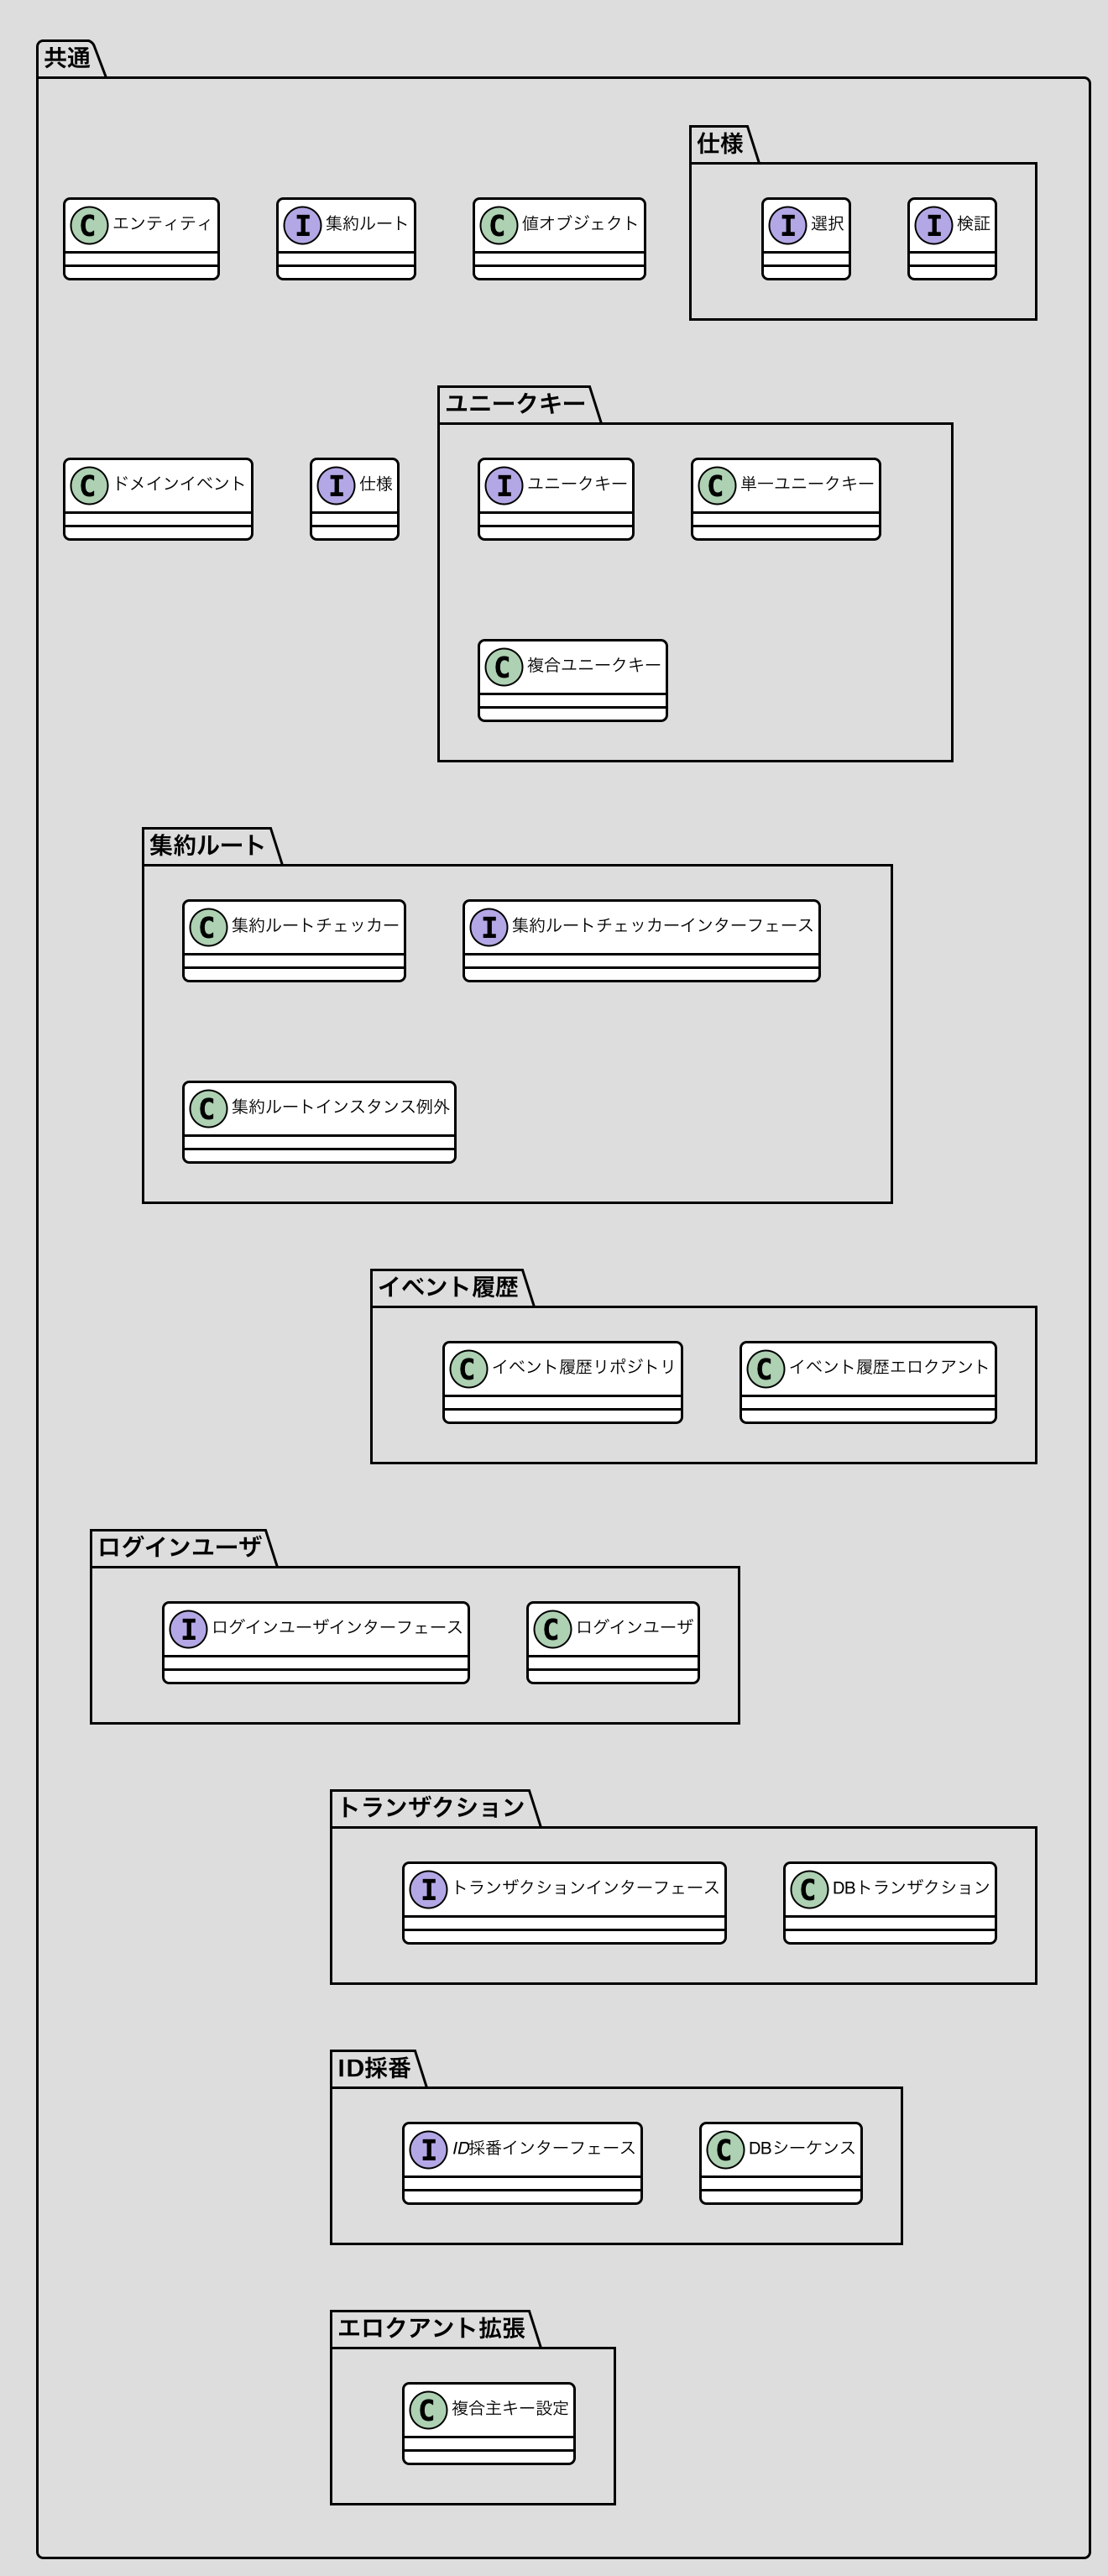 共通
仕様
C エンティティ
I 集約ルート
C 値オブジェクト
I 選択
I 検証
ユニークキー
C ドメインイベント
I 仕様
I ユニークキー
C 単一ユニークキー
C 複合ユニークキー
集約ルート
C 集約ルートチェッカー
I 集約ルートチェッカーインターフェース
C 集約ルートインスタンス例外
イベント履歴
C イベント履歴リポジトリ
C イベント履歴エロクアント
ログインユーザ
I ログインユーザインターフェース
C ログインユーザ
トランザクション
I トランザクションインターフェース
C DBトランザクション
ID採番
I ID採番インターフェース
C DBシーケンス
エロクアント拡張
C 複合主キー設定